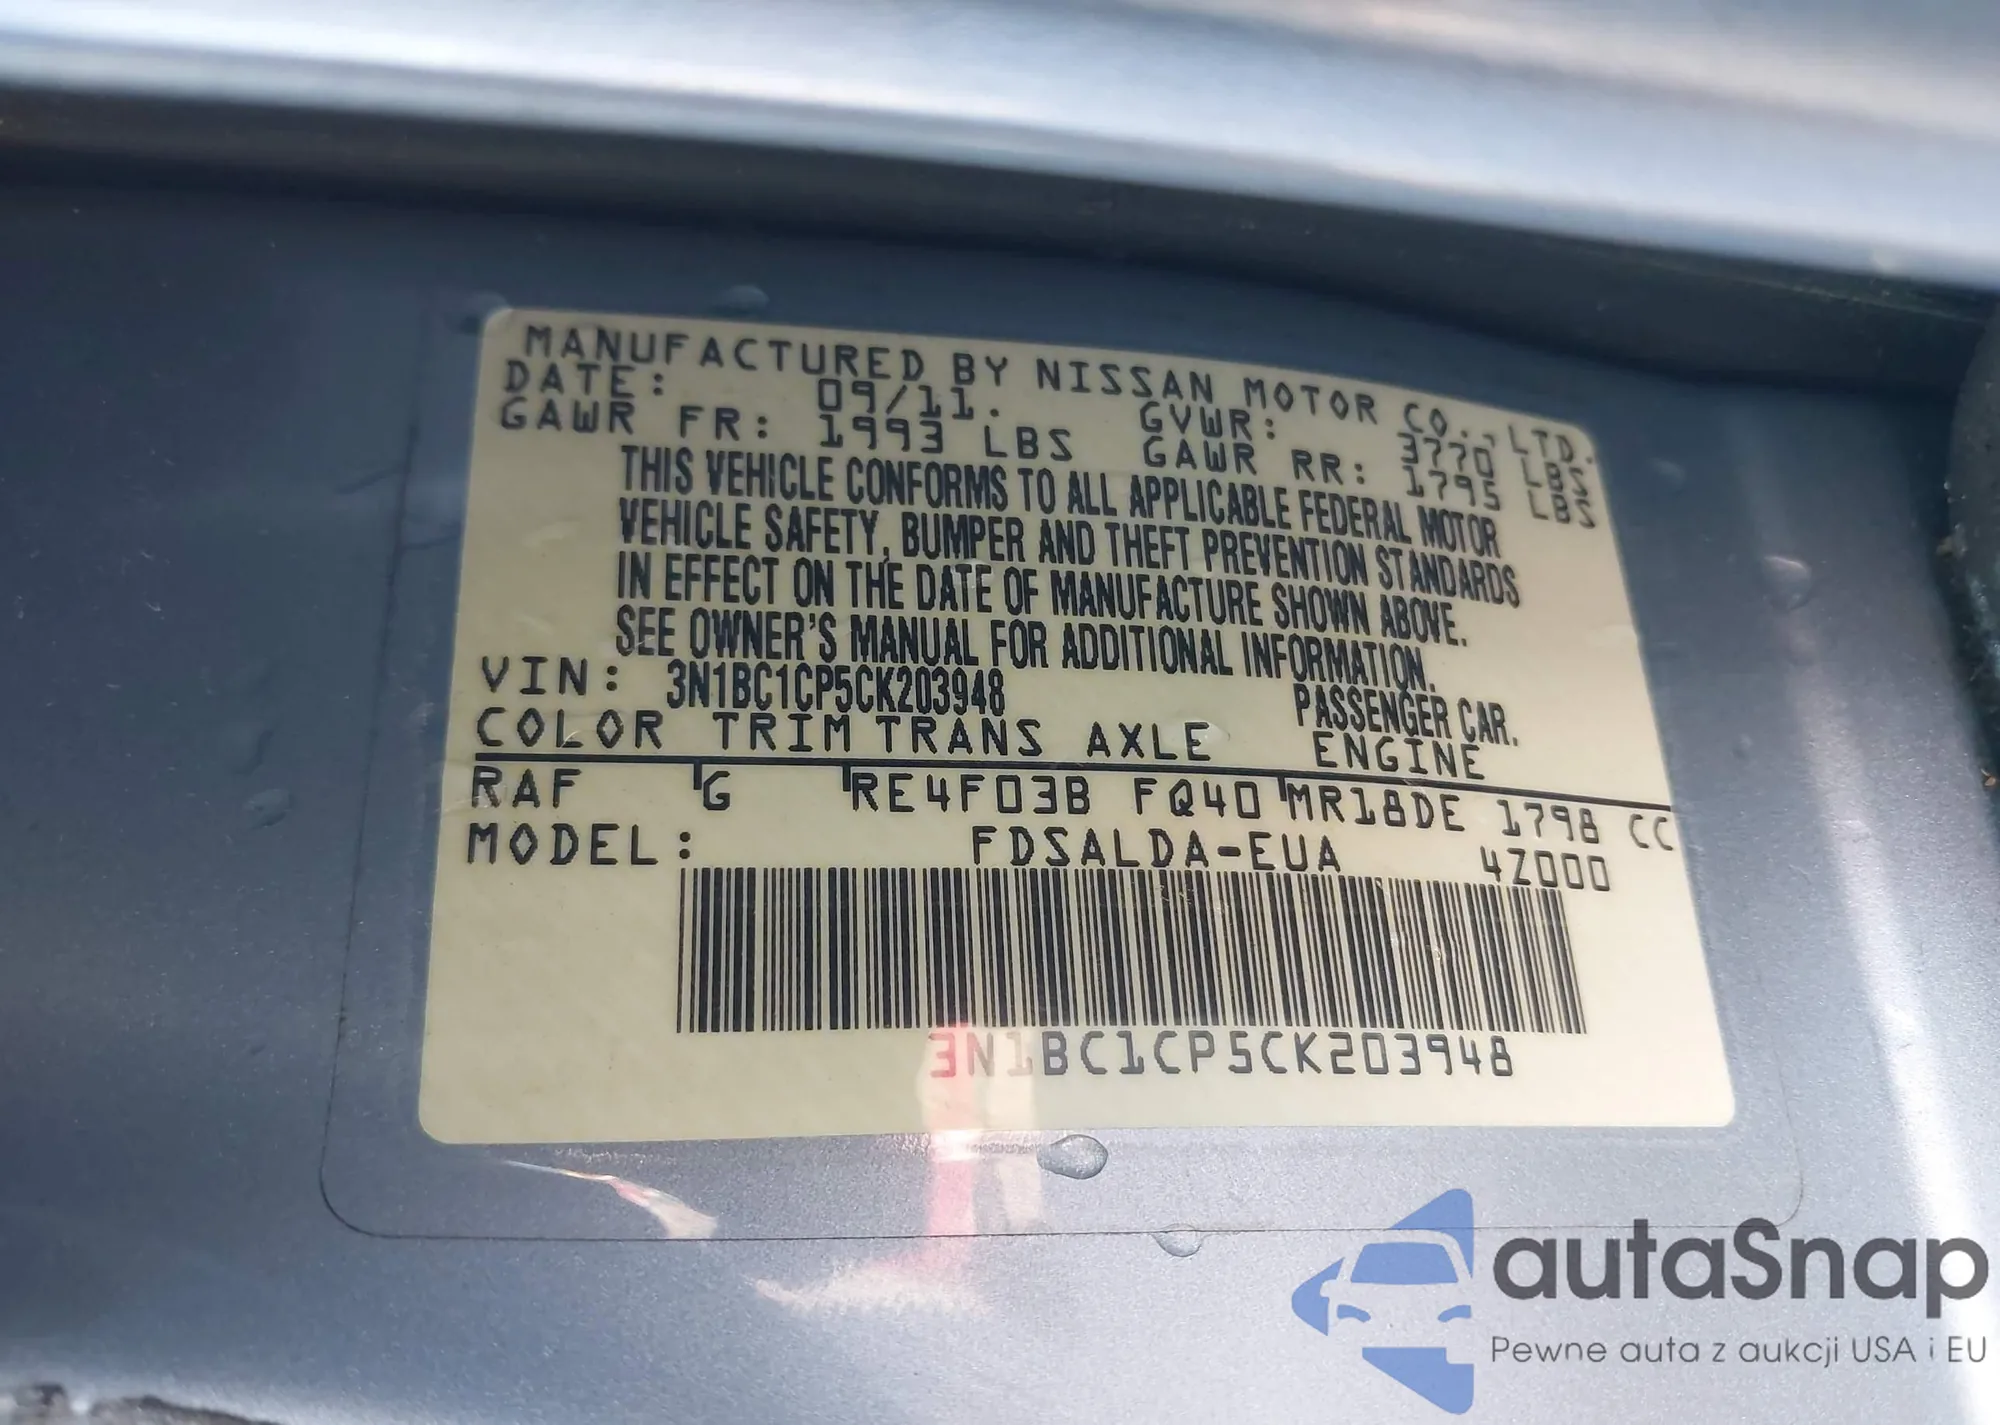 MANUFACTURED BY NISSAN MOTOR CO., LTD.
DATE: 09/11. GVWR: 3770 LBS
GAWR FR: 1993 LBS GAWR RR: 1795 LBS
THIS VEHICLE CONFORMS TO ALL APPLICABLE FEDERAL MOTOR
VEHICLE SAFETY, BUMPER AND THEFT PREVENTION STANDARDS
IN EFFECT ON THE DATE OF MANUFACTURE SHOWN ABOVE.
SEE OWNER'S MANUAL FOR ADDITIONAL INFORMATION.
VIN: 3N1BC1CP5CK203948 PASSENGER CAR.
COLOR TRIM TRANS AXLE ENGINE
RAF G RE4F03B FQ40 MR18DE 1798 CC
MODEL: FDSALDA-EUA 4Z000
3N1BC1CP5CK203948
autaSnap
Pewne auta z aukcji USA i EU